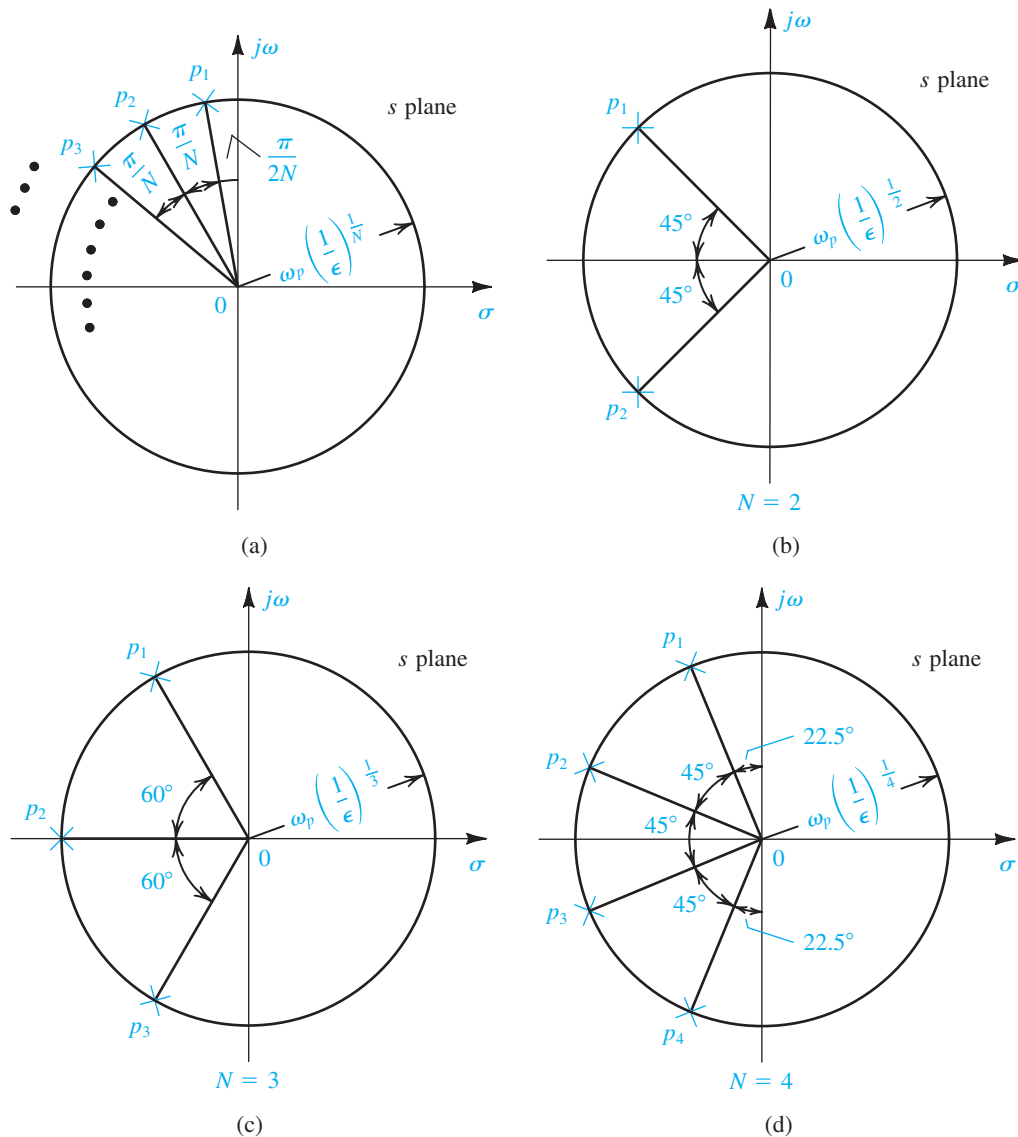 jω
s plane
p₁
p₂
p₃
π/N
π/N
π/2N
ωₚ(1/ϵ)^(1/N)
0
σ
(a)
jω
s plane
p₁
45°
45°
ωₚ(1/ϵ)^(1/2)
0
σ
p₂
N = 2
(b)
jω
s plane
p₁
60°
p₂
60°
ωₚ(1/ϵ)^(1/3)
0
σ
p₃
N = 3
(c)
jω
s plane
p₁
22.5°
p₂
45°
45°
45°
ωₚ(1/ϵ)^(1/4)
0
σ
p₃
22.5°
p₄
N = 4
(d)